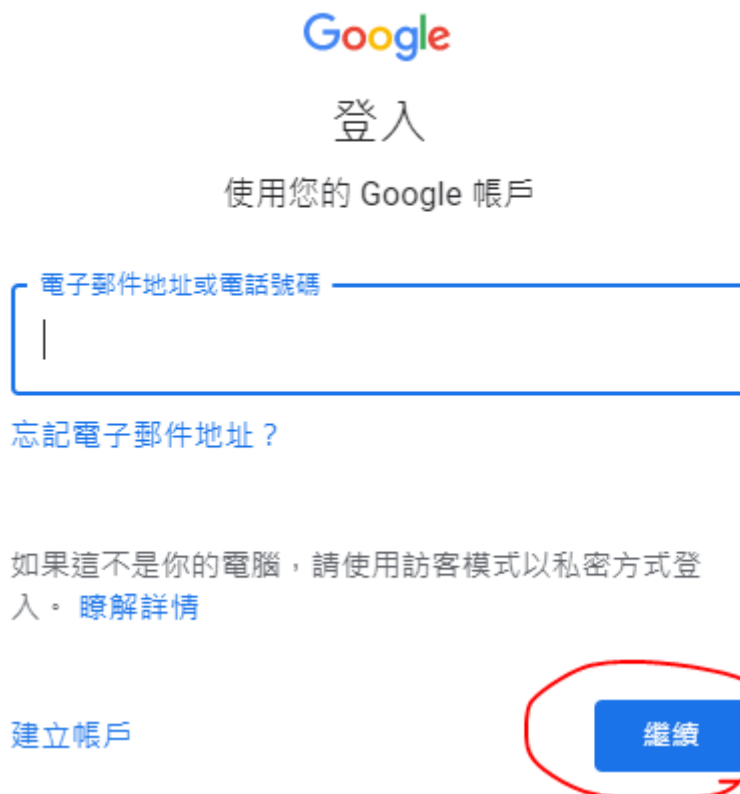 Google
登入
使用您的 Google 帳戶
電子郵件地址或電話號碼
忘記電子郵件地址？
如果這不是你的電腦，請使用訪客模式以私密方式登
入。 瞭解詳情
建立帳戶
繼續